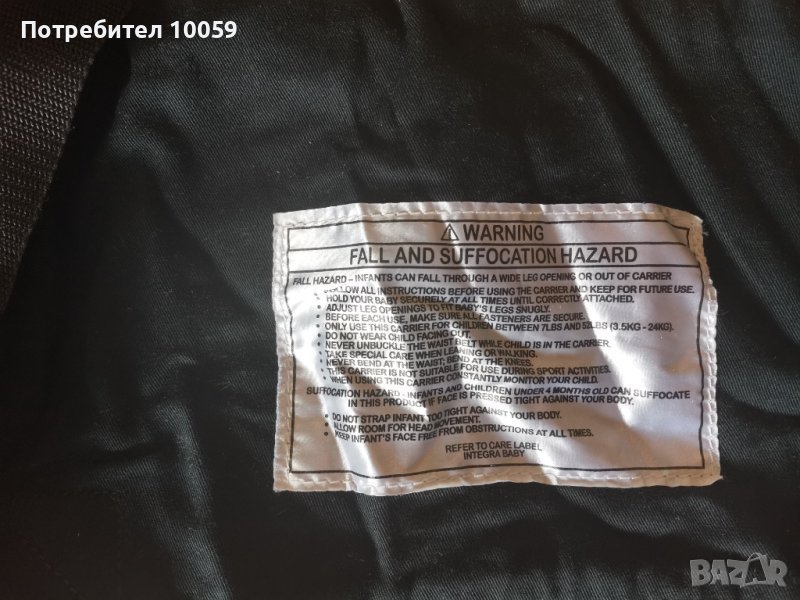 Потребител 10059
⚠ WARNING
FALL AND SUFFOCATION HAZARD
FALL HAZARD – INFANTS CAN FALL THROUGH A WIDE LEG OPENING OR OUT OF CARRIER
• FOLLOW ALL INSTRUCTIONS BEFORE USING THE CARRIER AND KEEP FOR FUTURE USE.
• HOLD YOUR BABY SECURELY AT ALL TIMES UNTIL CORRECTLY ATTACHED.
• ADJUST LEG OPENINGS TO FIT BABY'S LEGS SNUGLY.
• BEFORE EACH USE, MAKE SURE ALL FASTENERS ARE SECURE.
• ONLY USE THIS CARRIER FOR CHILDREN BETWEEN 7LBS AND 52LBS (3.5KG - 24KG).
• DO NOT WEAR CHILD FACING OUT.
• NEVER UNBUCKLE THE WAIST BELT WHILE CHILD IS IN THE CARRIER.
• TAKE SPECIAL CARE WHEN LEANING OR WALKING.
• NEVER BEND AT THE WAIST; BEND AT THE KNEES.
• THIS CARRIER IS NOT SUITABLE FOR USE DURING SPORT ACTIVITIES.
• WHEN USING THIS CARRIER CONSTANTLY MONITOR YOUR CHILD.
SUFFOCATION HAZARD - INFANTS AND CHILDREN UNDER 4 MONTHS OLD CAN SUFFOCATE
IN THIS PRODUCT IF FACE IS PRESSED TIGHT AGAINST YOUR BODY.
• DO NOT STRAP INFANT TOO TIGHT AGAINST YOUR BODY.
• ALLOW ROOM FOR HEAD MOVEMENT.
• KEEP INFANT'S FACE FREE FROM OBSTRUCTIONS AT ALL TIMES.
REFER TO CARE LABEL
INTEGRA BABY
BAZAR